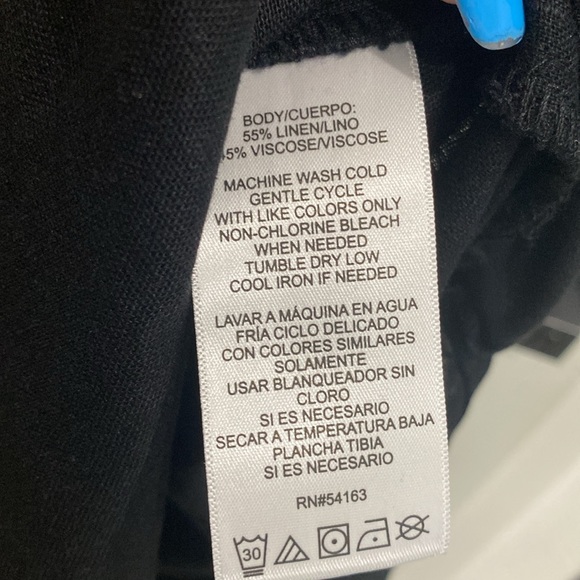 BODY/CUERPO:
55% LINEN/LINO
5% VISCOSE/VISCOSE
MACHINE WASH COLD
GENTLE CYCLE
WITH LIKE COLORS ONLY
NON-CHLORINE BLEACH
WHEN NEEDED
TUMBLE DRY LOW
COOL IRON IF NEEDED
LAVAR A MÁQUINA EN AGUA
FRÍA CICLO DELICADO
CON COLORES SIMILARES
SOLAMENTE
USAR BLANQUEADOR SIN
CLORO
SI ES NECESARIO
SECAR A TEMPERATURA BAJA
PLANCHA TIBIA
SI ES NECESARIO
RN#54163
30